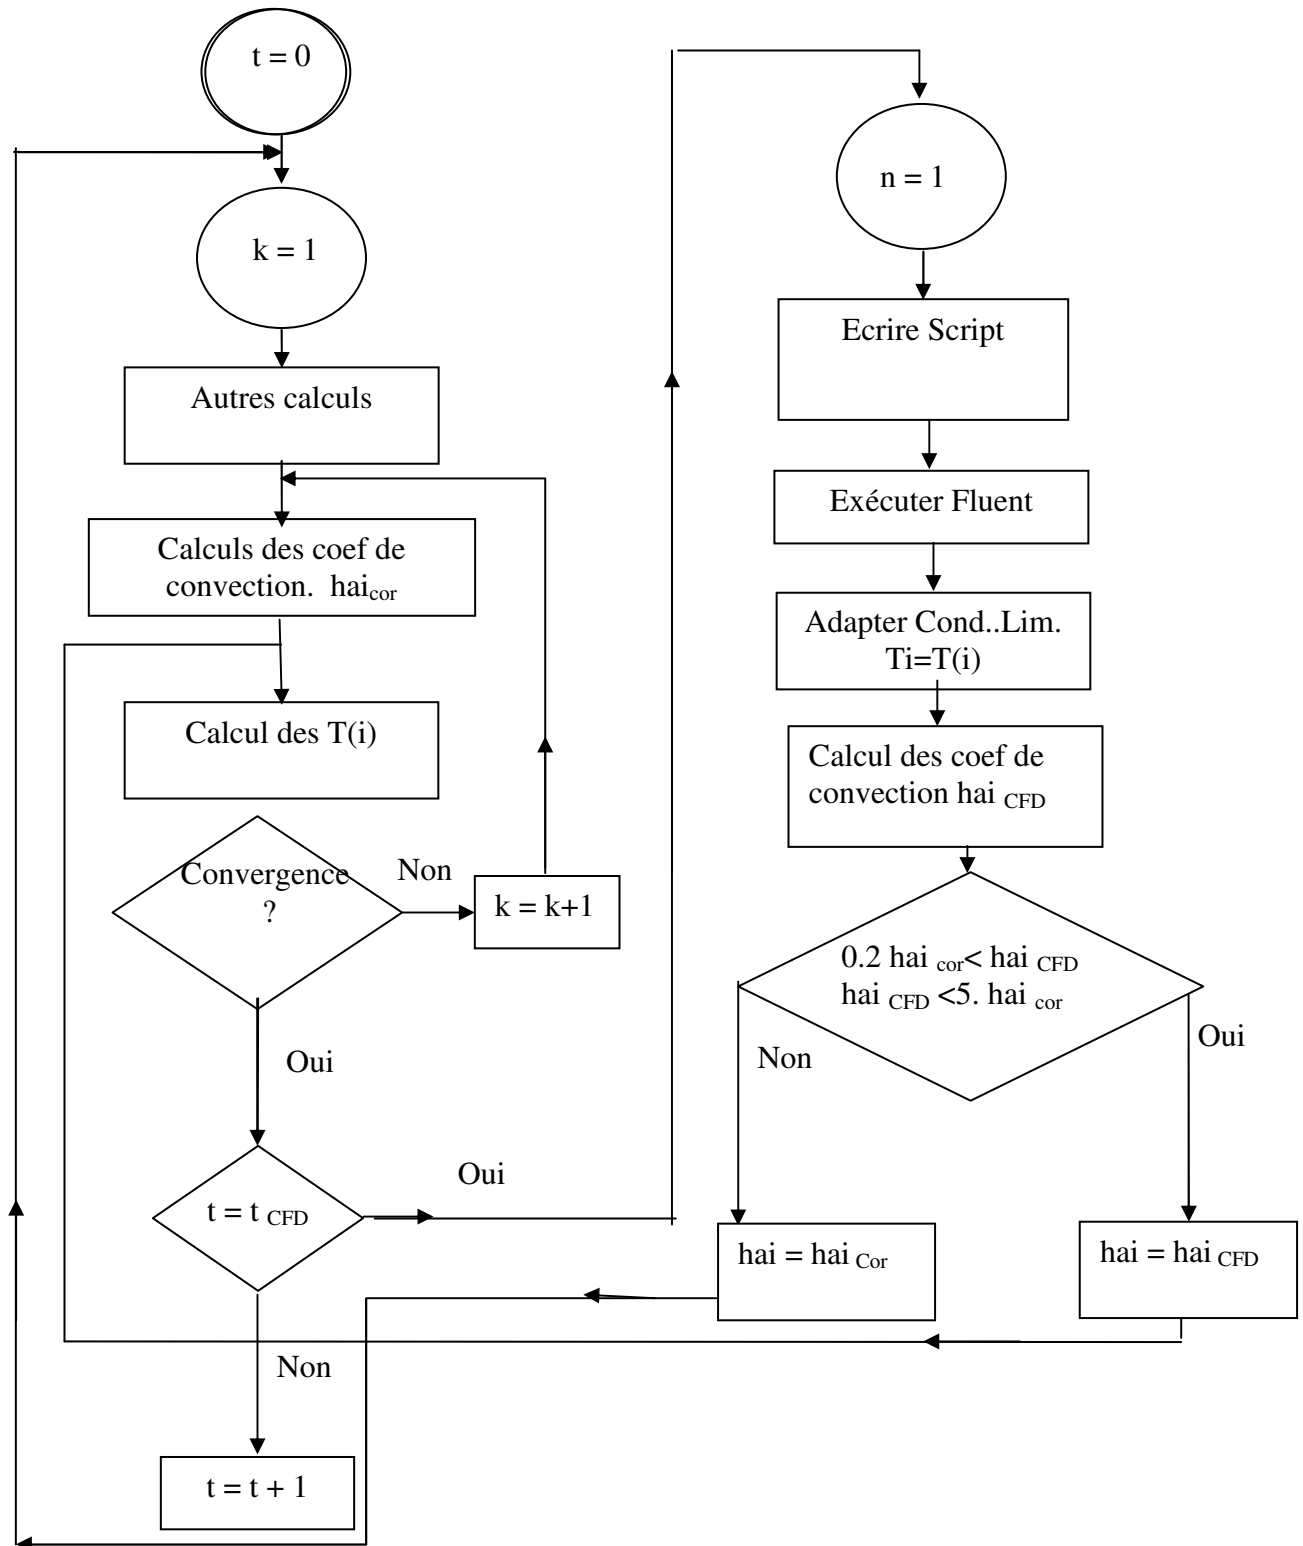 t = 0
k = 1
Autres calculs
Calculs des coef de
convection. hai cor
Calcul des T(i)
Convergence
?
Non
k = k+1
Oui
t = t CFD
Oui
Non
t = t + 1
n = 1
Ecrire Script
Exécuter Fluent
Adapter Cond..Lim.
Ti=T(i)
Calcul des coef de
convection hai CFD
0.2 hai cor< hai CFD
hai CFD <5. hai cor
Non
Oui
hai = hai Cor
hai = hai CFD